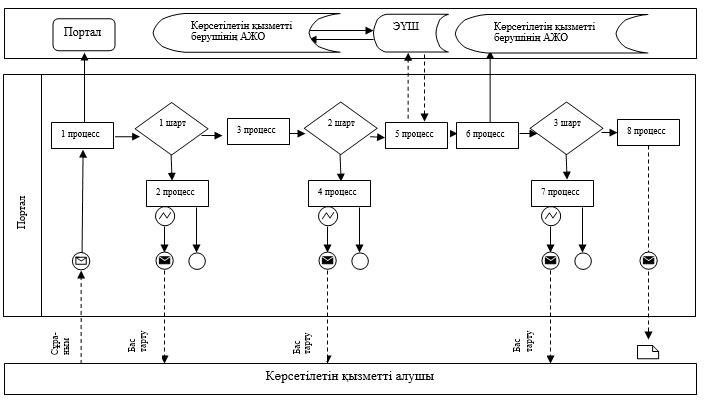 Портал
Көрсетілетін қызметті
берушінің АЖО
ЭҮШ
Көрсетілетін қызметті
берушінің АЖО
Портал
1 процесс
1 шарт
3 процесс
2 шарт
5 процесс
6 процесс
3 шарт
8 процесс
2 процесс
4 процесс
7 процесс
Сұра-
ным
Бас
тарту
Бас
тарту
Бас
тарту
Көрсетілетін қызметті алушы